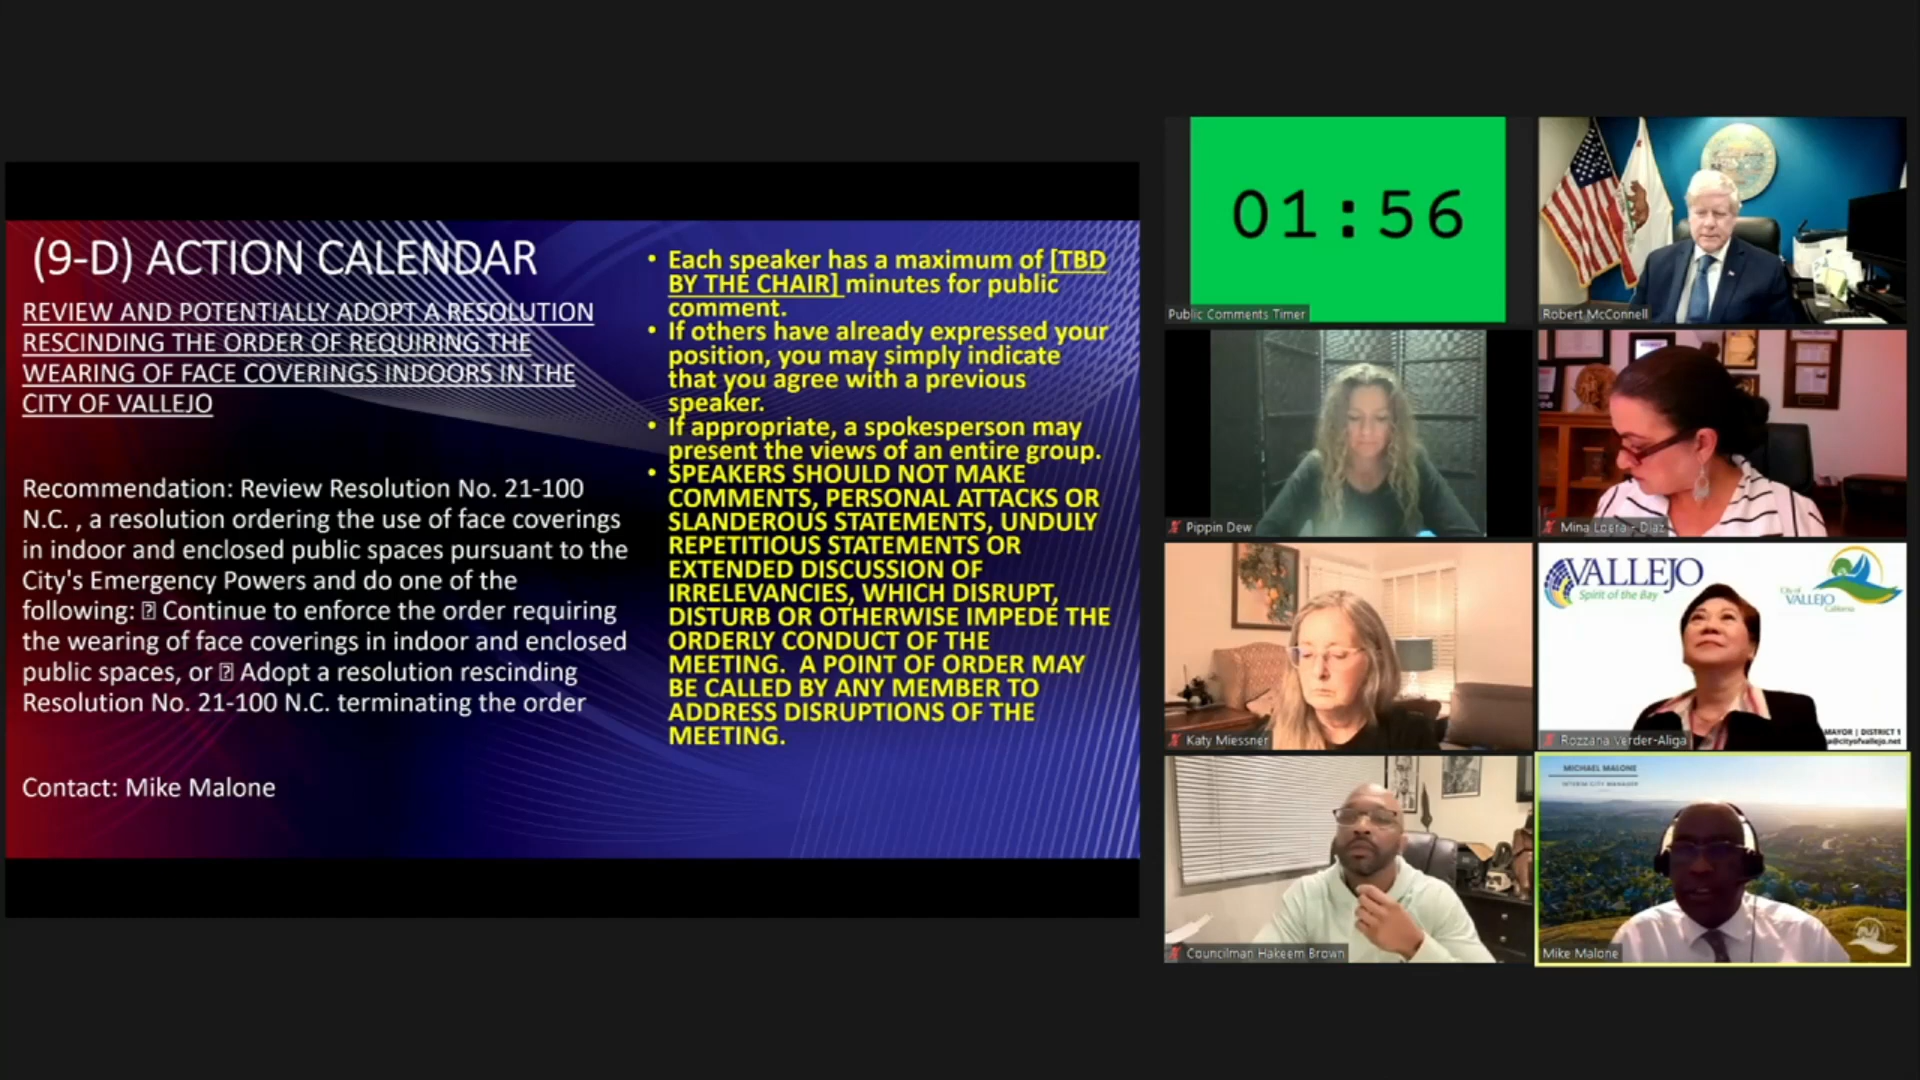 (9-D) ACTION CALENDAR
REVIEW AND POTENTIALLY ADOPT A RESOLUTION
RESCINDING THE ORDER OF REQUIRING THE
WEARING OF FACE COVERINGS INDOORS IN THE
CITY OF VALLEJO
Recommendation: Review Resolution No. 21-100
N.C. , a resolution ordering the use of face coverings
in indoor and enclosed public spaces pursuant to the
City's Emergency Powers and do one of the
following: ⍰ Continue to enforce the order requiring
the wearing of face coverings in indoor and enclosed
public spaces, or ⍰ Adopt a resolution rescinding
Resolution No. 21-100 N.C. terminating the order
Contact: Mike Malone
• Each speaker has a maximum of [TBD
BY THE CHAIR] minutes for public
comment.
• If others have already expressed your
position, you may simply indicate
that you agree with a previous
speaker.
• If appropriate, a spokesperson may
present the views of an entire group.
• SPEAKERS SHOULD NOT MAKE
COMMENTS, PERSONAL ATTACKS OR
SLANDEROUS STATEMENTS, UNDULY
REPETITIOUS STATEMENTS OR
EXTENDED DISCUSSION OF
IRRELEVANCIES, WHICH DISRUPT,
DISTURB OR OTHERWISE IMPEDE THE
ORDERLY CONDUCT OF THE
MEETING. A POINT OF ORDER MAY
BE CALLED BY ANY MEMBER TO
ADDRESS DISRUPTIONS OF THE
MEETING.
01:56
Public Comments Timer
Robert McConnell
Pippin Dew
Mina Loera - Diaz
Katy Miessner
VALLEJO
Spirit of the Bay
City of
VALLEJO
California
MAYOR | DISTRICT 1
@cityofvallejo.net
Rozzana Verder-Aliga
Councilman Hakeem Brown
MICHAEL MALONE
INTERIM CITY MANAGER
Mike Malone